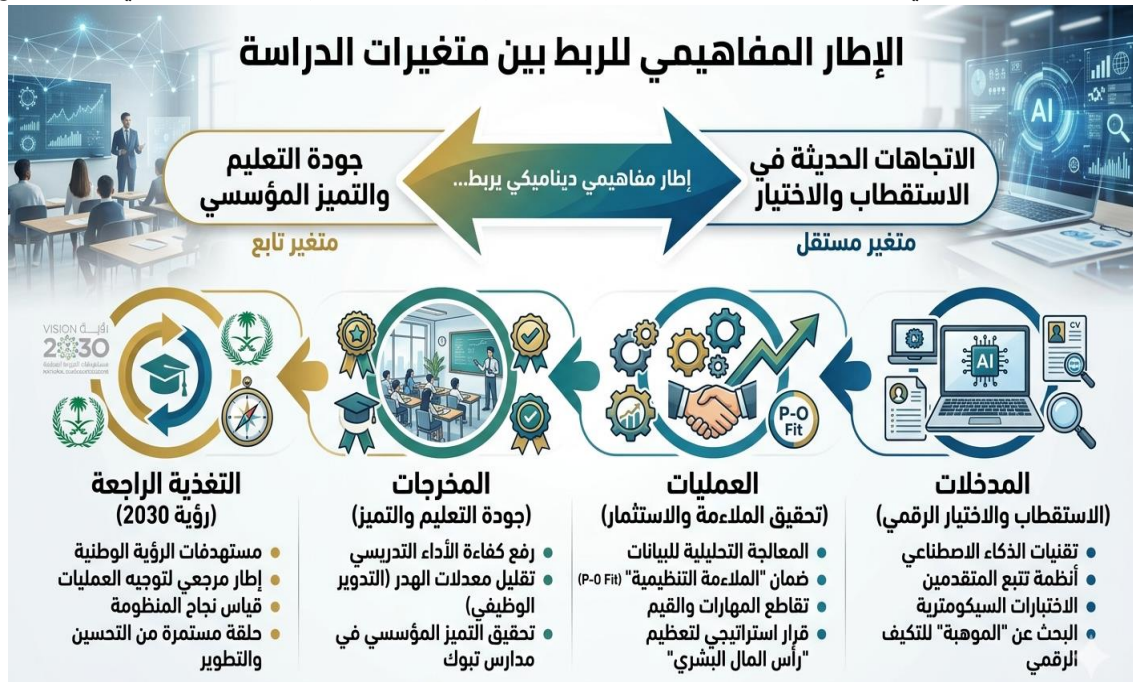 الإطار المفاهيمي للربط بين متغيرات الدراسة
الاتجاهات الحديثة في
الاستقطاب والاختيار
متغير مستقل
إطار مفاهيمي ديناميكي يربط...
جودة التعليم
والتميز المؤسسي
متغير تابع
AI
AI
CV
P-O
Fit
VISION رؤيــة
2030
المدخلات
(الاستقطاب والاختيار الرقمي)
تقنيات الذكاء الاصطناعي
أنظمة تتبع المتقدمين
الاختبارات السيكومترية
البحث عن "الموهبة" للتكيف
الرقمي
العمليات
(تحقيق الملاءمة والاستثمار)
المعالجة التحليلية للبيانات
ضمان "الملاءمة التنظيمية" (P-O Fit)
تقاطع المهارات والقيم
قرار استراتيجي لتعظيم
"رأس المال البشري"
المخرجات
(جودة التعليم والتميز)
رفع كفاءة الأداء التدريسي
تقليل معدلات الهدر (التدوير
الوظيفي)
تحقيق التميز المؤسسي في
مدارس تبوك
التغذية الراجعة
(رؤية 2030)
مستهدفات الرؤية الوطنية
إطار مرجعي لتوجيه العمليات
قياس نجاح المنظومة
حلقة مستمرة من التحسين
والتطوير